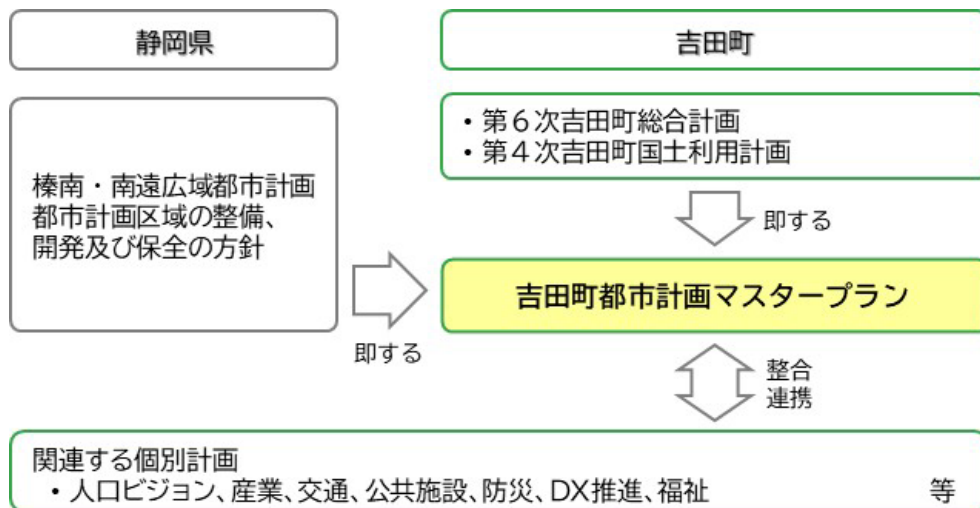 静岡県
吉田町
榛南・南遠広域都市計画
都市計画区域の整備、
開発及び保全の方針
・第６次吉田町総合計画
・第４次吉田町国土利用計画
即する
即する
吉田町都市計画マスタープラン
整合
連携
関連する個別計画
・人口ビジョン、産業、交通、公共施設、防災、DX推進、福祉　等